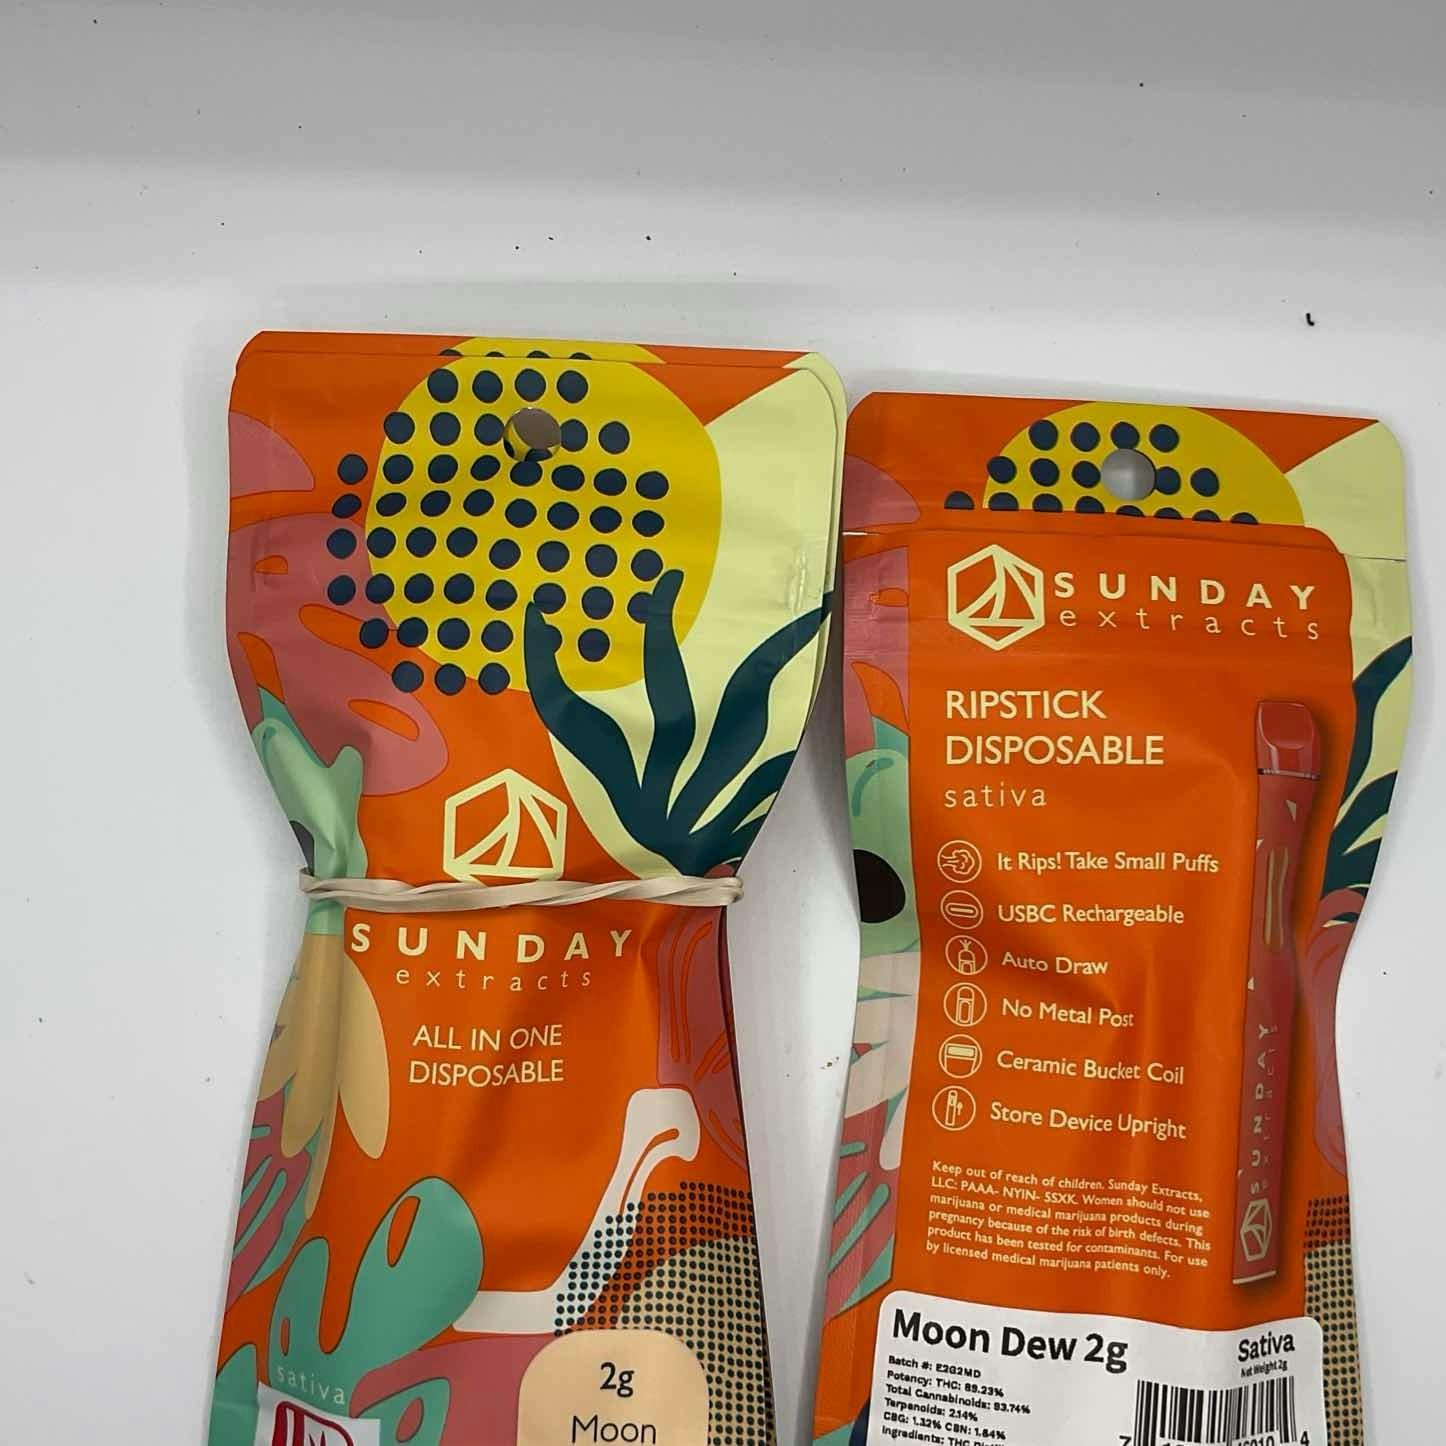 SUNDAY
extracts
ALL IN ONE
DISPOSABLE
sativa
2g
Moon
SUNDAY
extracts
RIPSTICK
DISPOSABLE
sativa
It Rips! Take Small Puffs
USBC Rechargeable
Auto Draw
No Metal Post
Ceramic Bucket Coil
Store Device Upright
SUNDAY
extracts
Keep out of reach of children. Sunday Extracts,
LLC: PAAA- NYIN- 5SXK. Women should not use
marijuana or medical marijuana products during
pregnancy because of the risk of birth defects. This
product has been tested for contaminants. For use
by licensed medical marijuana patients only.
Moon Dew 2g
Sativa
Net Weight 2g
Batch #: E2G2MD
Potency: THC: 89.23%
Total Cannabinoids: 93.74%
Terpenoids: 2.14%
CBG: 1.32% CBN: 1.64%
Ingredients: THC